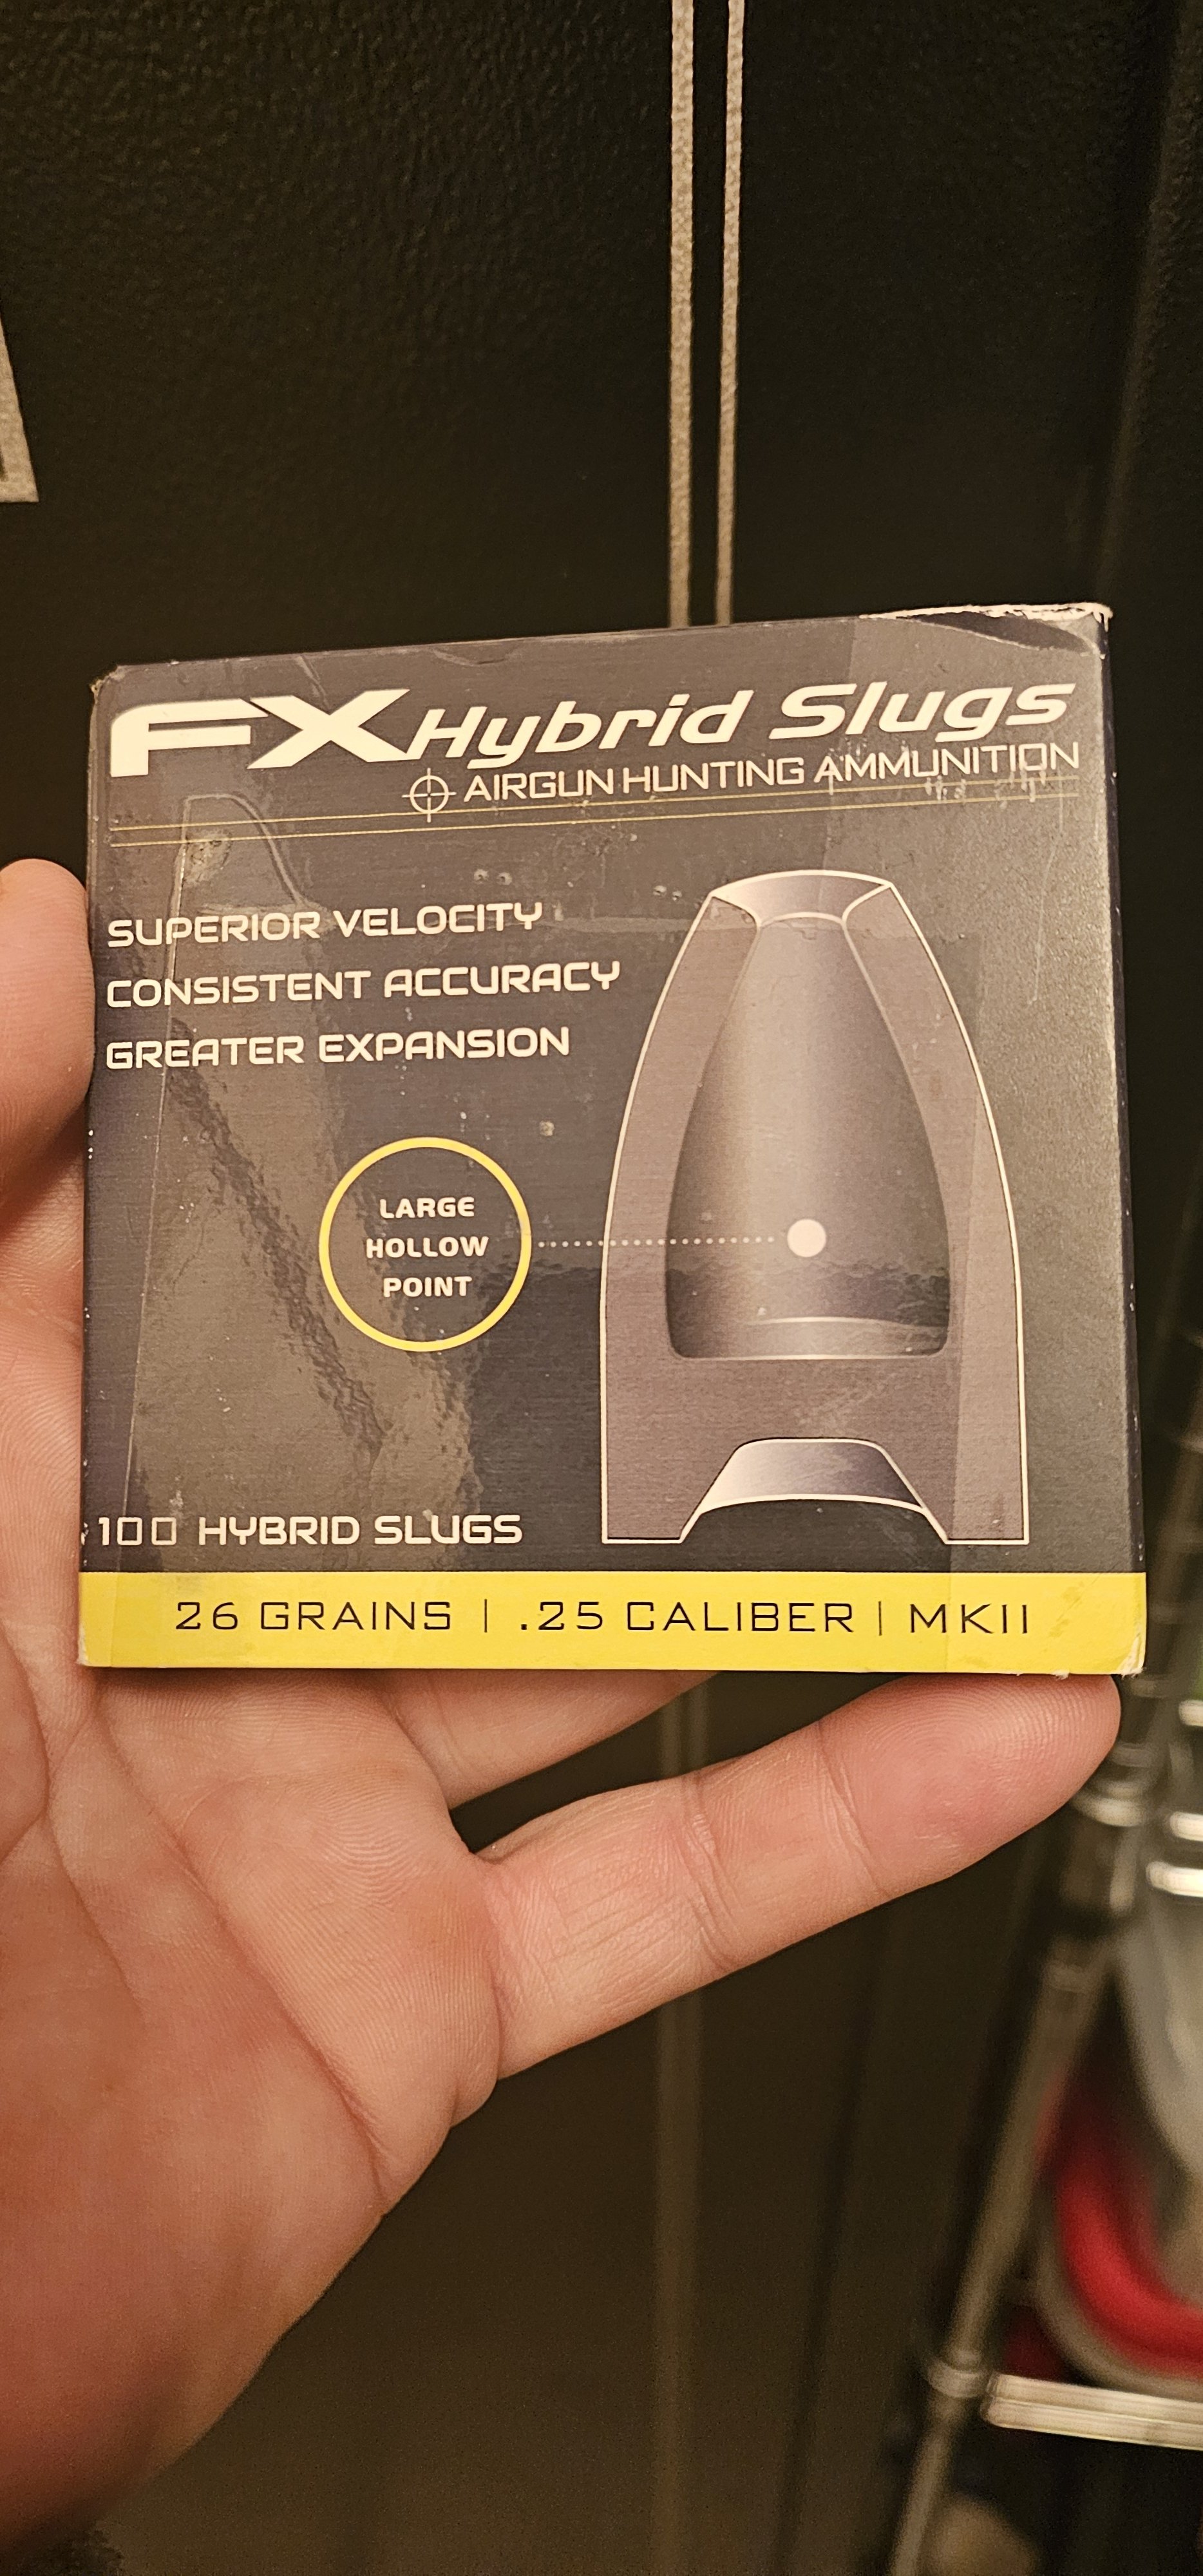 FX Hybrid Slugs
AIRGUN HUNTING AMMUNITION
SUPERIOR VELOCITY
CONSISTENT ACCURACY
GREATER EXPANSION
LARGE
HOLLOW
POINT
100 HYBRID SLUGS
26 GRAINS | .25 CALIBER | MKII